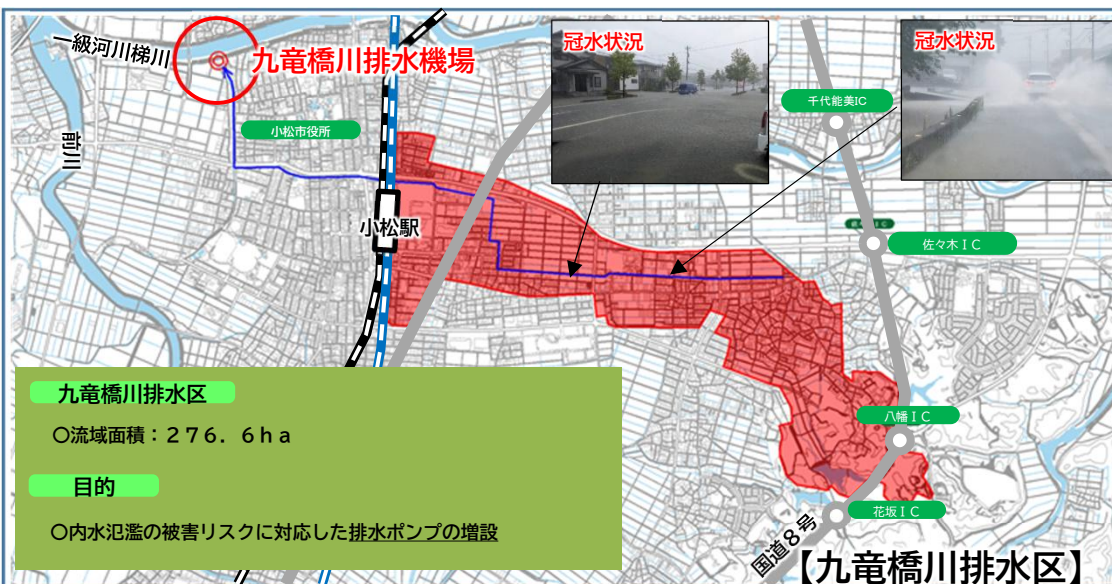 一級河川梯川
九竜橋川排水機場
冠水状況
冠水状況
千代能美IC
小松市役所
前川
小松駅
佐々木ＩＣ
九竜橋川排水区
〇流域面積：２７６．６ｈａ
八幡ＩＣ
目的
〇内水氾濫の被害リスクに対応した排水ポンプの増設
花坂ＩＣ
国道８号
【九竜橋川排水区】